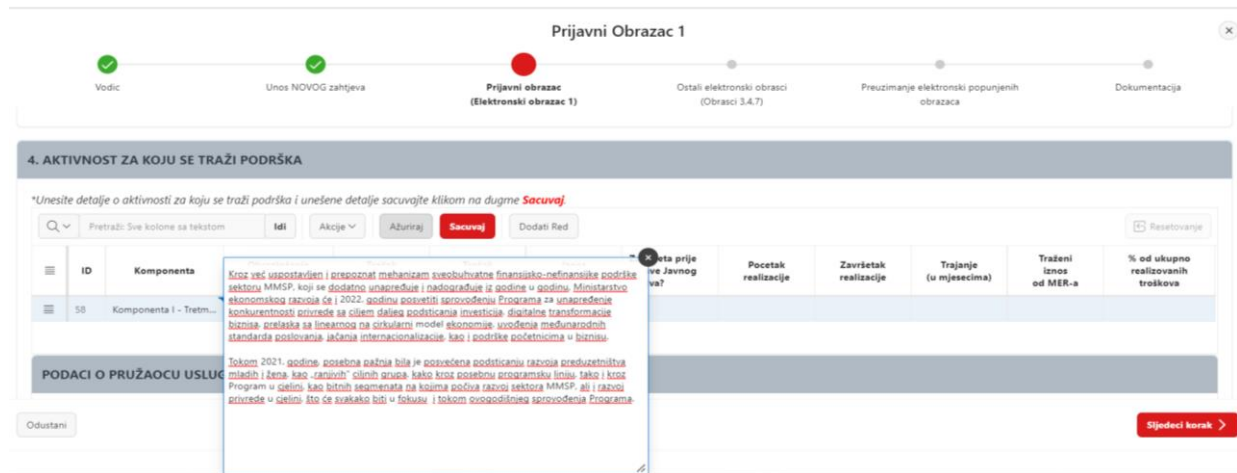 Prijavni Obrazac 1
Vodic
Unos NOVOG zahtjeva
Prijavni obrazac
(Elektronski obrazac 1)
Ostali elektronski obrasci
(Obrasci 3.4.7)
Preuzimanje elektronski popunjenih
obrazaca
Dokumentacija
4. AKTIVNOST ZA KOJU SE TRAŽI PODRŠKA
*Unesite detalje o aktivnosti za koju se traži podrška i unešene detalje sacuvajte klikom na dugme Sacuvaj.
Pretraži: Sve kolone sa tekstom
Idi
Akcije
Ažuriraj
Sacuvaj
Dodati Red
Resetovanje
ID
Komponenta
eta prije
ve Javnog
va?
Pocetak
realizacije
Završetak
realizacije
Trajanje
(u mjesecima)
Traženi
iznos
od MER-a
% od ukupno
realizovanih
troškova
58
Komponenta I - Tretm...
Kroz već uspostavljen i prepoznat mehanizam sveobuhvatne finansijsko-nefinansijske podrške
sektoru MMSP, koji se dodatno unapređuje i nadograđuje iz godine u godinu, Ministarstvo
ekonomskog razvoja će i 2022. godinu posvetiti sprovođenju Programa za unapređenje
konkurentnosti privrede sa ciljem daljeg podsticanja investicija, digitalne transformacije
biznisa, prelaska sa linearnog na cirkularni model ekonomije, uvođenja međunarodnih
standarda poslovanja, jačanja internacionalizacije, kao i podrške početnicima u biznisu.
Tokom 2021. godine, posebna pažnja bila je posvećena podsticanju razvoja preduzetništva
mladih i žena, kao „ranjivih" ciljnih grupa, kako kroz posebnu programsku liniju, tako i kroz
Program u cjelini, kao bitnih segmenata na kojima počiva razvoj sektora MMSP, ali i razvoj
privrede u cjelini, što će svakako biti u fokusu i tokom ovogodišnjeg sprovođenja Programa.
PODACI O PRUŽAOCU USLUG
Odustani
Sljedeci korak